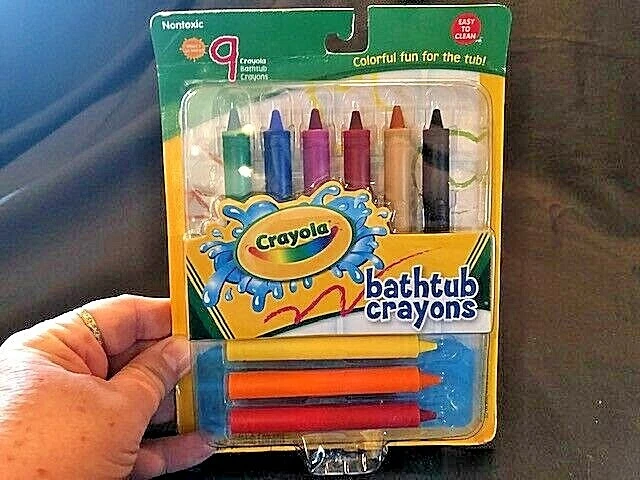 Nontoxic
9
Crayola
Bathtub
Crayons
EASY
TO
CLEAN
Colorful fun for the tub!
Crayola
bathtub
crayons